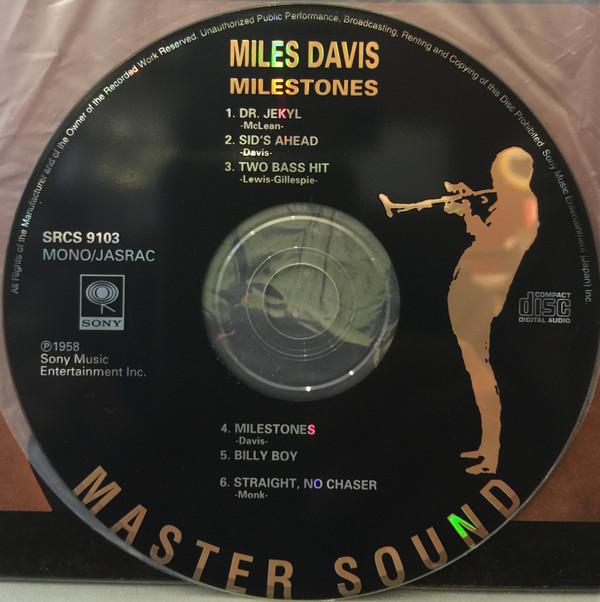 All Rights of the Manufacturer and of the Owner of the Recorded Work Reserved. Unauthorized Public Performance, Broadcasting, Renting and Copying of this Disc Prohibited. Sony Music Entertainment (Japan) Inc.
MILES DAVIS
MILESTONES
1. DR. JEKYL
-McLean-
2. SID'S AHEAD
-Davis-
3. TWO BASS HIT
-Lewis-Gillespie-
SRCS 9103
MONO/JASRAC
SONY
COMPACT
disc
DIGITAL AUDIO
℗1958
Sony Music
Entertainment Inc.
4. MILESTONES
-Davis-
5. BILLY BOY
6. STRAIGHT, NO CHASER
-Monk-
MASTER SOUND